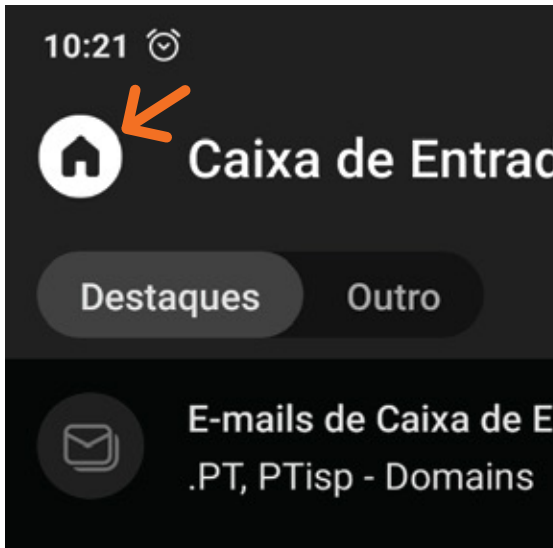 10:21
Caixa de Entrad
Destaques Outro
E-mails de Caixa de E
.PT, PTisp - Domains